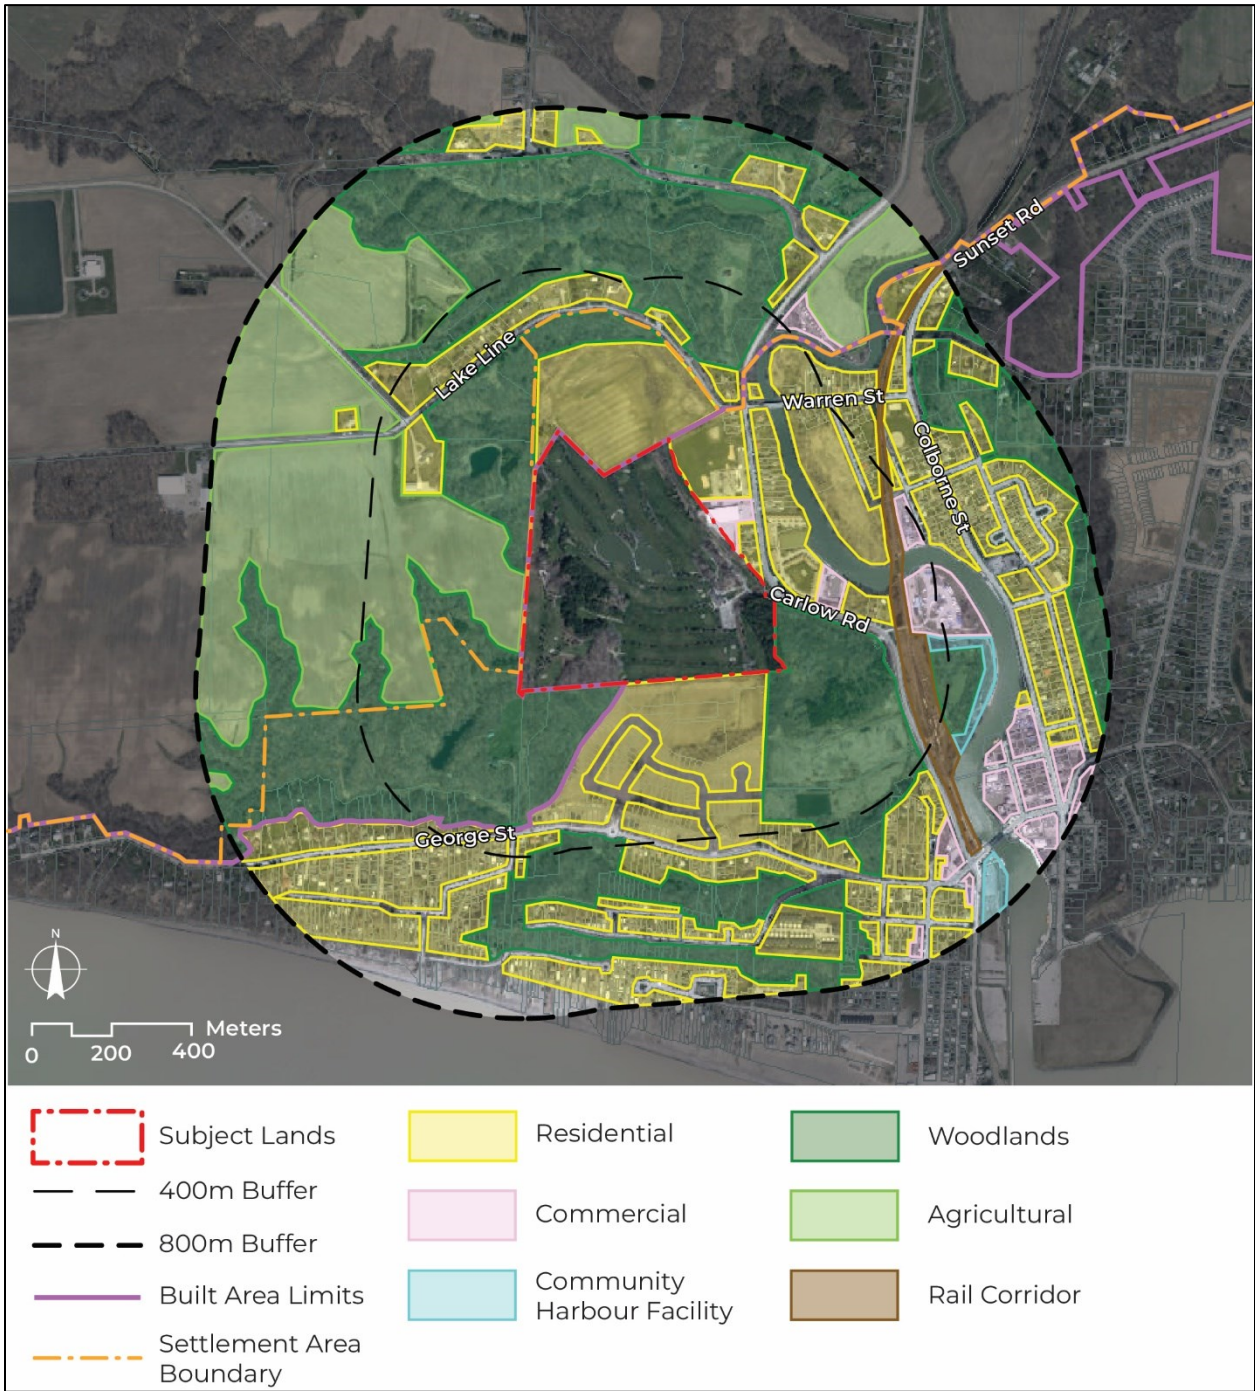 Sunset Rd
Lake Line
Warren St
Colborne St
Carlow Rd
George St
N
Meters
0 200 400
Subject Lands
400m Buffer
800m Buffer
Built Area Limits
Settlement Area
Boundary
Residential
Commercial
Community
Harbour Facility
Woodlands
Agricultural
Rail Corridor